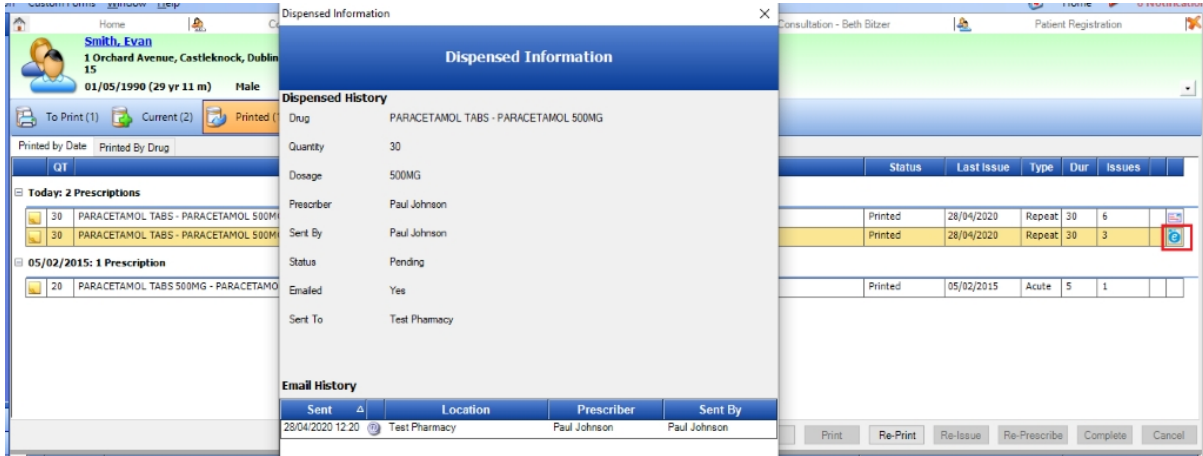 Custom Forms Window Help
Home
Home
Consultation - Beth Bitzer
Patient Registration
Smith, Evan
1 Orchard Avenue, Castleknock, Dublin
15
01/05/1990 (29 yr 11 m) Male
To Print (1) Current (2) Printed (
Printed by Date Printed By Drug
QT Status Last Issue Type Dur Issues
Today: 2 Prescriptions
30 PARACETAMOL TABS - PARACETAMOL 500M Printed 28/04/2020 Repeat 30 6
30 PARACETAMOL TABS - PARACETAMOL 500M Printed 28/04/2020 Repeat 30 3
05/02/2015: 1 Prescription
20 PARACETAMOL TABS 500MG - PARACETAMO Printed 05/02/2015 Acute 5 1
Dispensed Information
Dispensed Information
Dispensed History
Drug PARACETAMOL TABS - PARACETAMOL 500MG
Quantity 30
Dosage 500MG
Prescriber Paul Johnson
Sent By Paul Johnson
Status Pending
Emailed Yes
Sent To Test Pharmacy
Email History
Sent Location Prescriber Sent By
28/04/2020 12:20 Test Pharmacy Paul Johnson Paul Johnson
Print Re-Print Re-Issue Re-Prescribe Complete Cancel